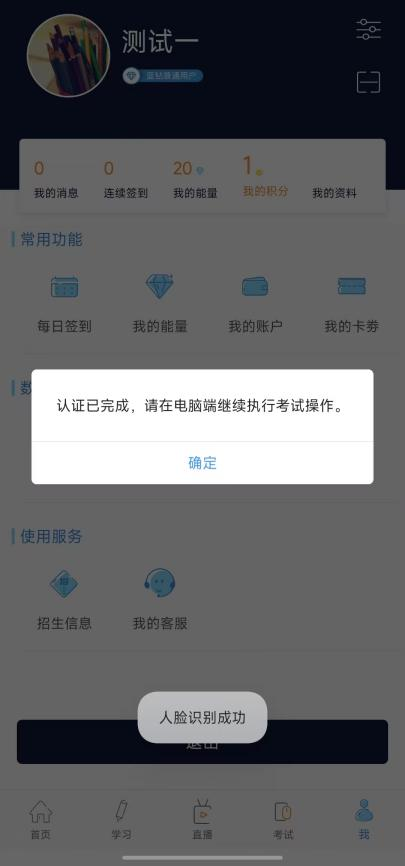 测试一
蓝钻普通用户
0
0
20
1
我的消息
连续签到
我的能量
我的积分
我的资料
常用功能
每日签到
我的能量
我的账户
我的卡券
数
认证已完成，请在电脑端继续执行考试操作。
确定
使用服务
招生信息
我的客服
人脸识别成功
退出
首页
学习
直播
考试
我